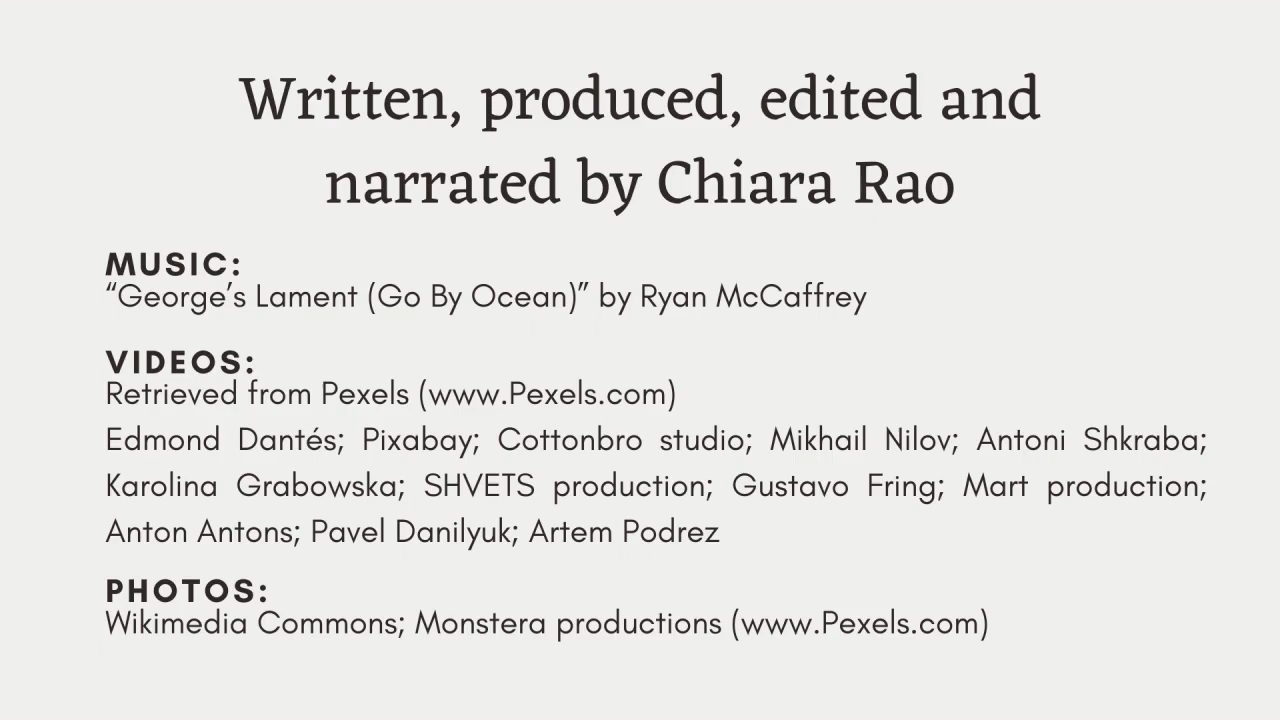 Written, produced, edited and
narrated by Chiara Rao
MUSIC:
“George’s Lament (Go By Ocean)” by Ryan McCaffrey
VIDEOS:
Retrieved from Pexels (www.Pexels.com)
Edmond Dantés; Pixabay; Cottonbro studio; Mikhail Nilov; Antoni Shkraba;
Karolina Grabowska; SHVETS production; Gustavo Fring; Mart production;
Anton Antons; Pavel Danilyuk; Artem Podrez
PHOTOS:
Wikimedia Commons; Monstera productions (www.Pexels.com)